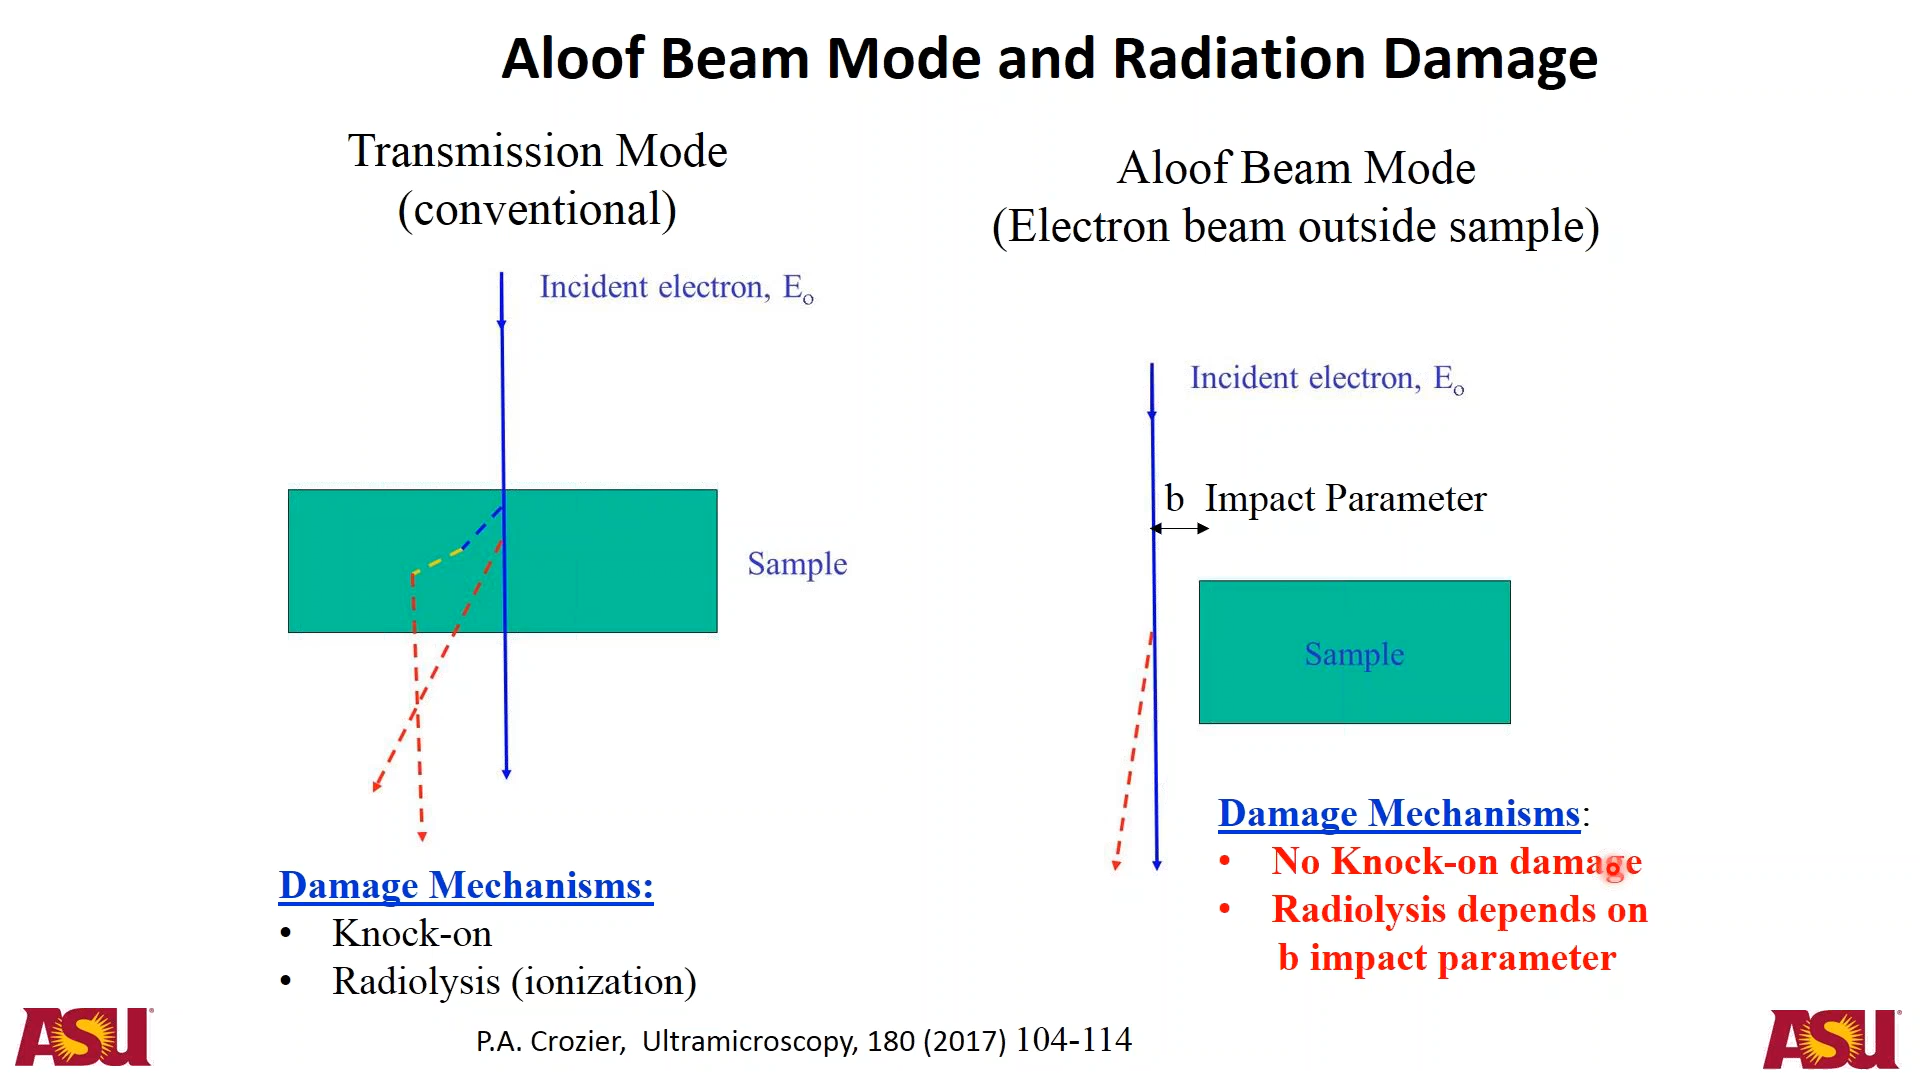 Aloof Beam Mode and Radiation Damage
Transmission Mode
(conventional)
Incident electron, Eo
Sample
Damage Mechanisms:
• Knock-on
• Radiolysis (ionization)
Aloof Beam Mode
(Electron beam outside sample)
Incident electron, Eo
b Impact Parameter
Sample
Damage Mechanisms:
• No Knock-on damage
• Radiolysis depends on
b impact parameter
P.A. Crozier, Ultramicroscopy, 180 (2017) 104-114
ASU
ASU